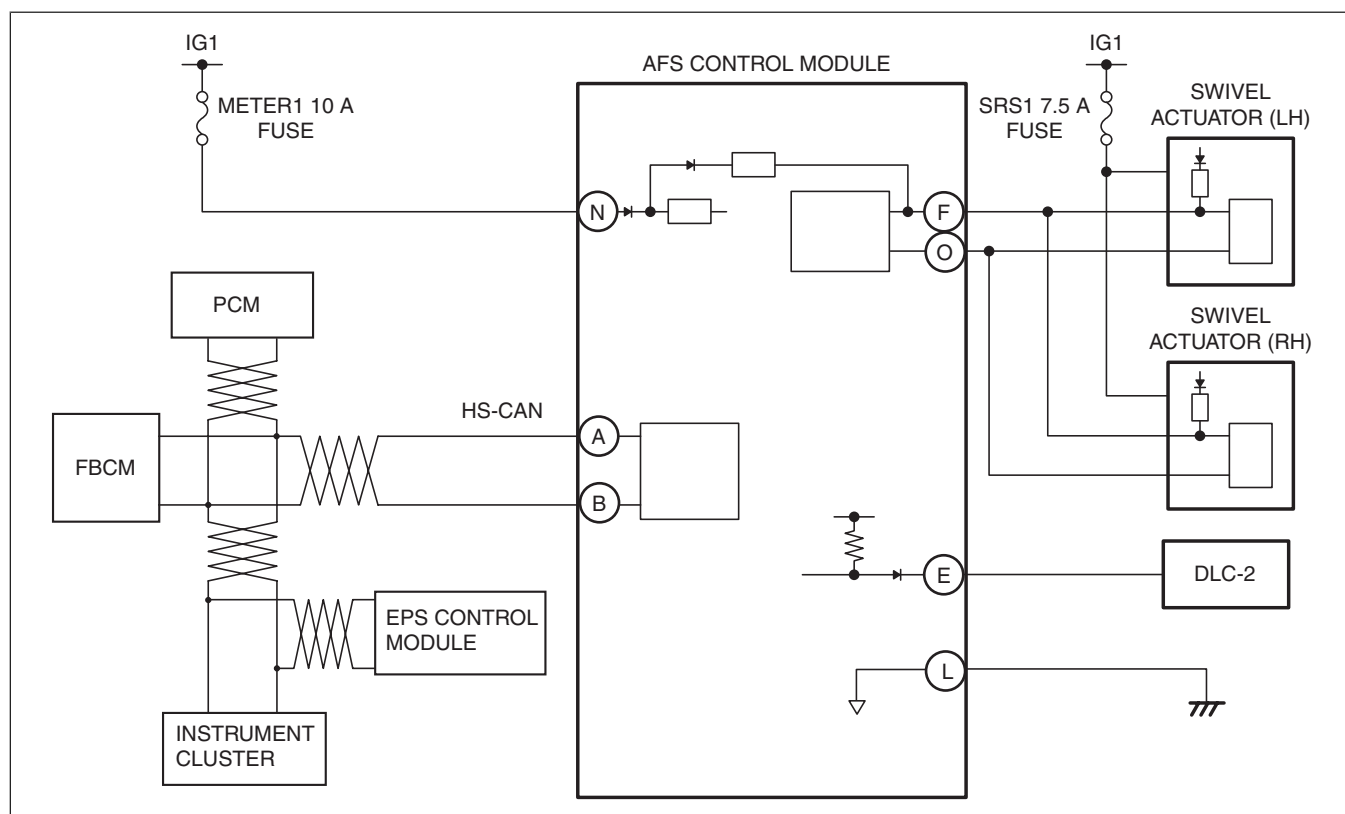 IG1
METER1 10 A
FUSE
AFS CONTROL MODULE
IG1
SRS1 7.5 A
FUSE
SWIVEL
ACTUATOR (LH)
N
F
O
PCM
SWIVEL
ACTUATOR (RH)
HS-CAN
FBCM
A
B
E
DLC-2
EPS CONTROL
MODULE
L
INSTRUMENT
CLUSTER